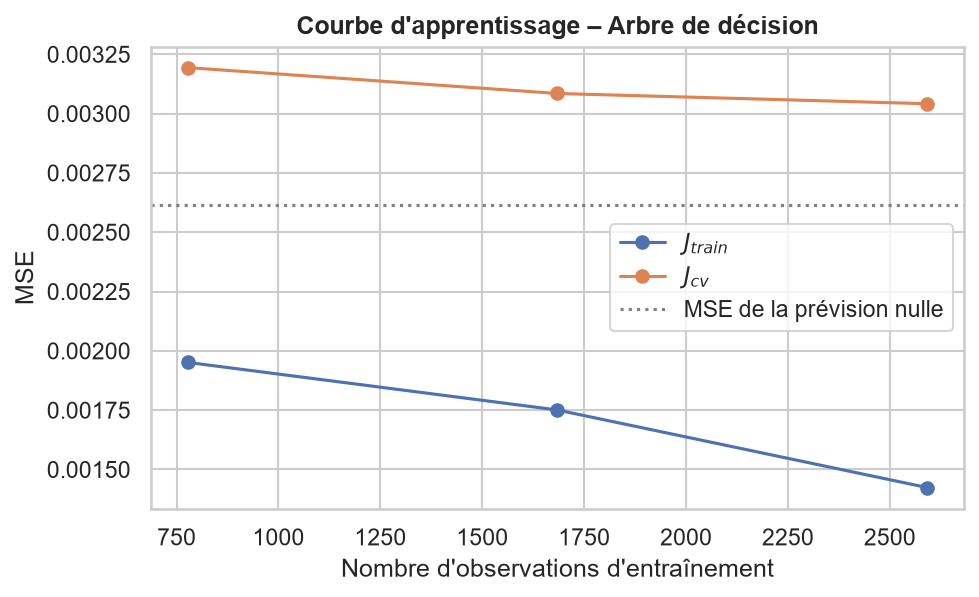 Courbe d'apprentissage – Arbre de décision
0.00325
0.00300
0.00275
0.00250
0.00225
0.00200
0.00175
0.00150
MSE
J_train
J_cv
MSE de la prévision nulle
750 1000 1250 1500 1750 2000 2250 2500
Nombre d'observations d'entraînement